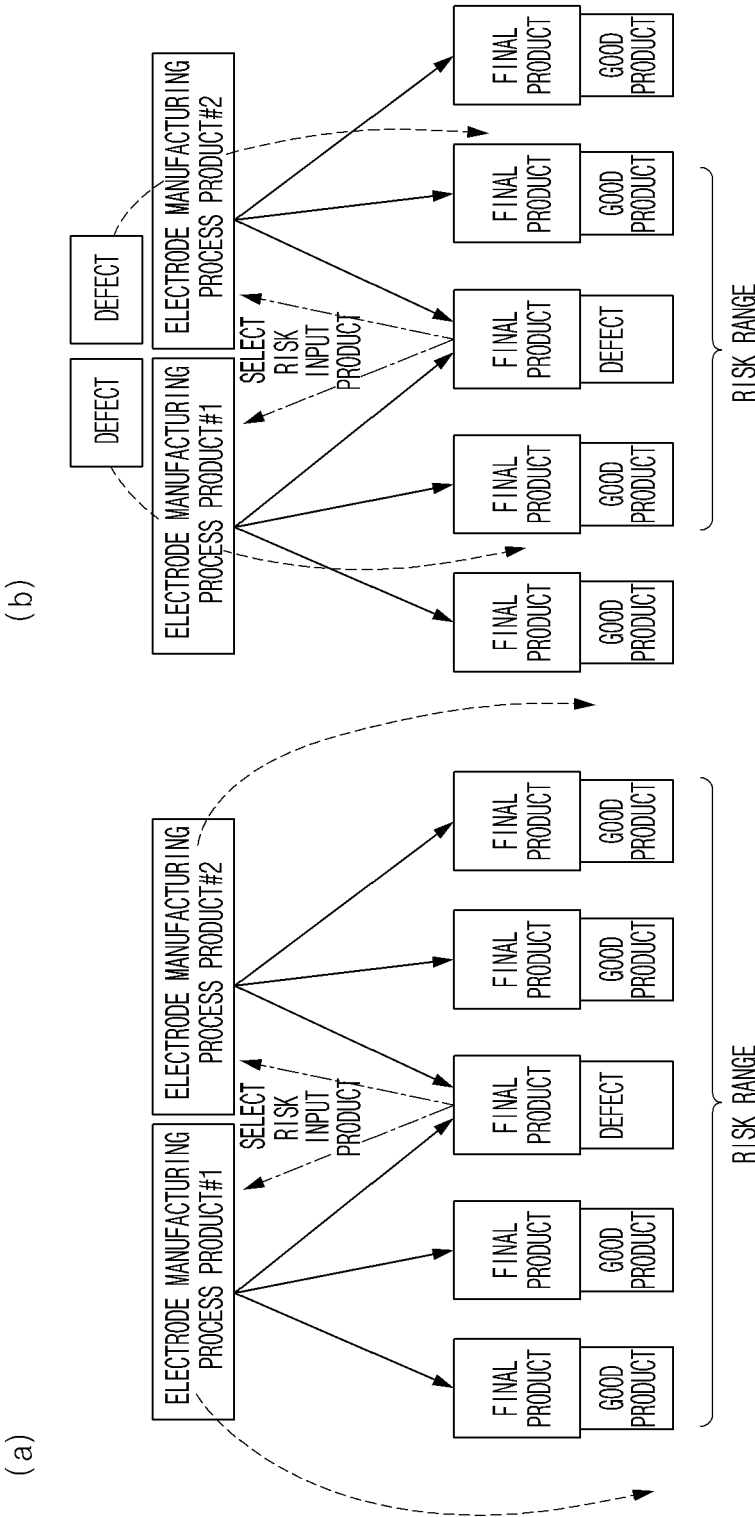 (a)
ELECTRODE MANUFACTURING
PROCESS PRODUCT#1
ELECTRODE MANUFACTURING
PROCESS PRODUCT#2
SELECT
RISK
INPUT
PRODUCT
FINAL
PRODUCT
GOOD
PRODUCT
FINAL
PRODUCT
GOOD
PRODUCT
FINAL
PRODUCT
DEFECT
FINAL
PRODUCT
GOOD
PRODUCT
FINAL
PRODUCT
GOOD
PRODUCT
RISK RANGE
(b)
DEFECT
DEFECT
ELECTRODE MANUFACTURING
PROCESS PRODUCT#1
ELECTRODE MANUFACTURING
PROCESS PRODUCT#2
SELECT
RISK
INPUT
PRODUCT
FINAL
PRODUCT
GOOD
PRODUCT
FINAL
PRODUCT
GOOD
PRODUCT
FINAL
PRODUCT
DEFECT
FINAL
PRODUCT
GOOD
PRODUCT
FINAL
PRODUCT
GOOD
PRODUCT
RISK RANGE